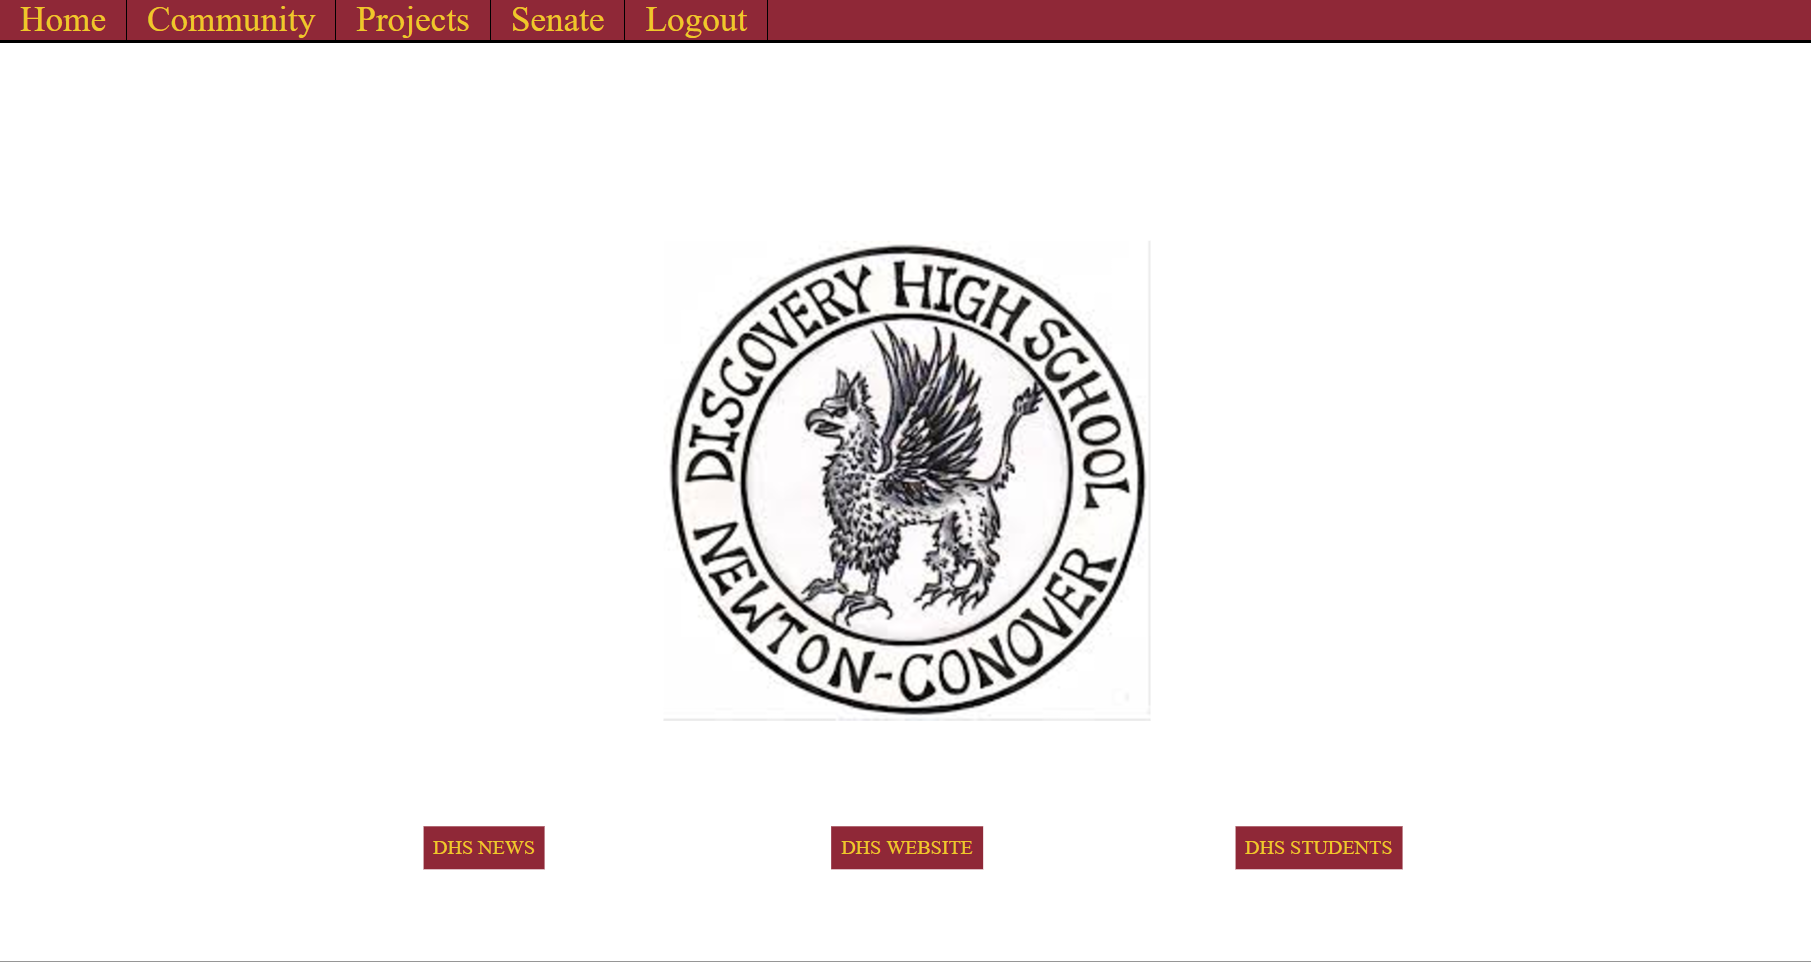 Home Community Projects Senate Logout
DISCOVERY HIGH SCHOOL
NEWTON-CONOVER
DHS NEWS DHS WEBSITE DHS STUDENTS